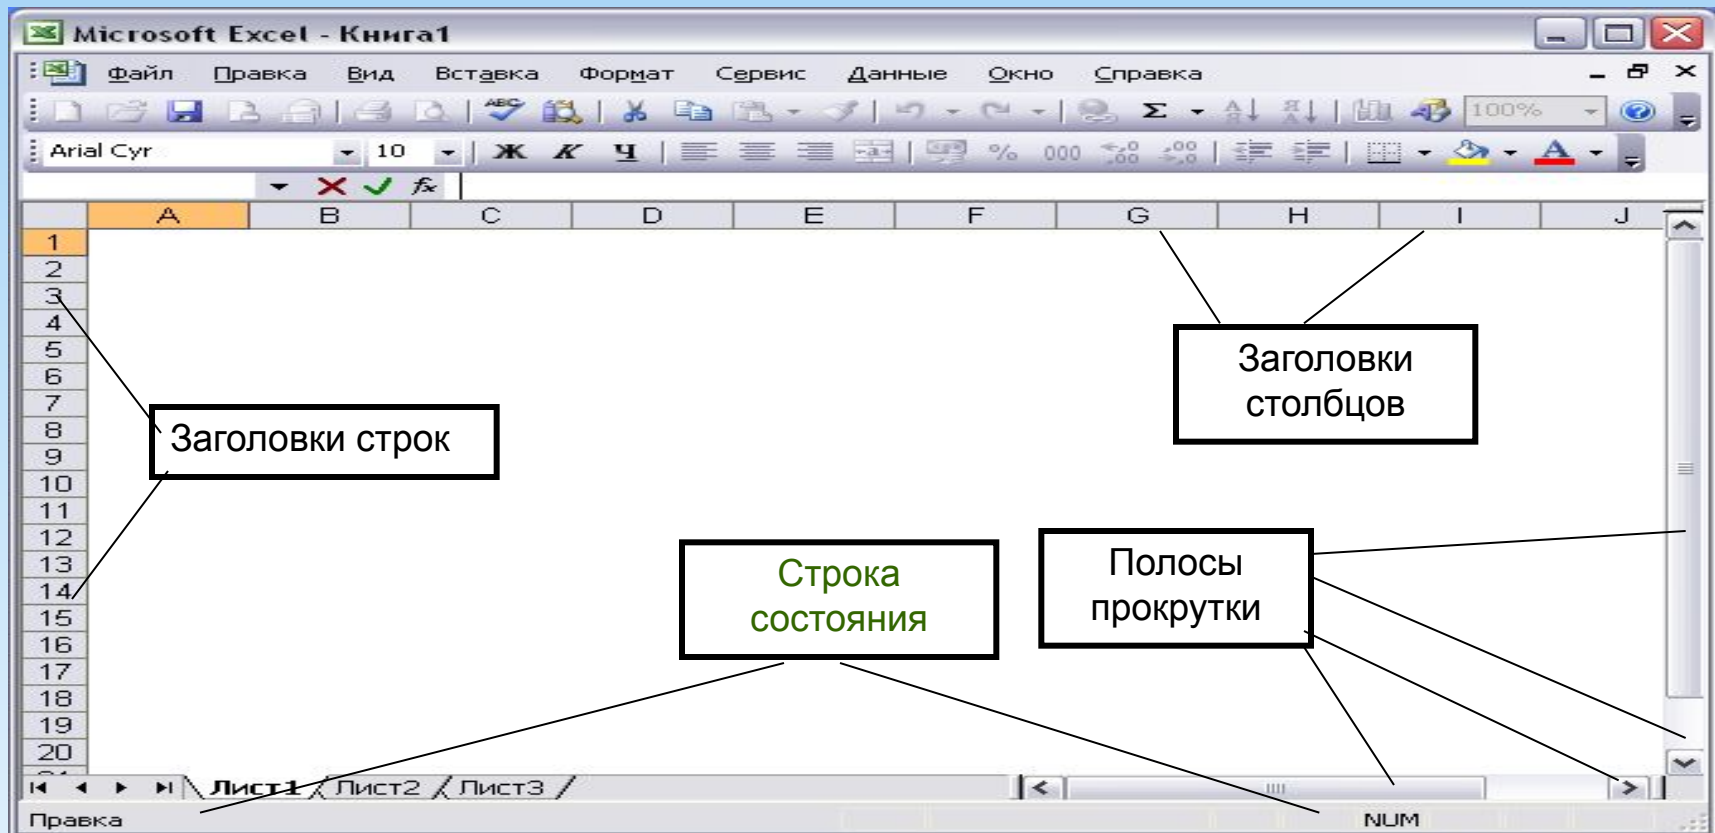 Microsoft Excel - Книга1
Файл Правка Вид Вставка Формат Сервис Данные Окно Справка
ABC Σ 100%
Arial Cyr 10 Ж К Ч % 000 A
fx
A B C D E F G H I J
1
2
3
4
5
6
7
8
9
10
11
12
13
14
15
16
17
18
19
20
Заголовки
столбцов
Заголовки строк
Строка
состояния
Полосы
прокрутки
Лист1 Лист2 Лист3
Правка NUM